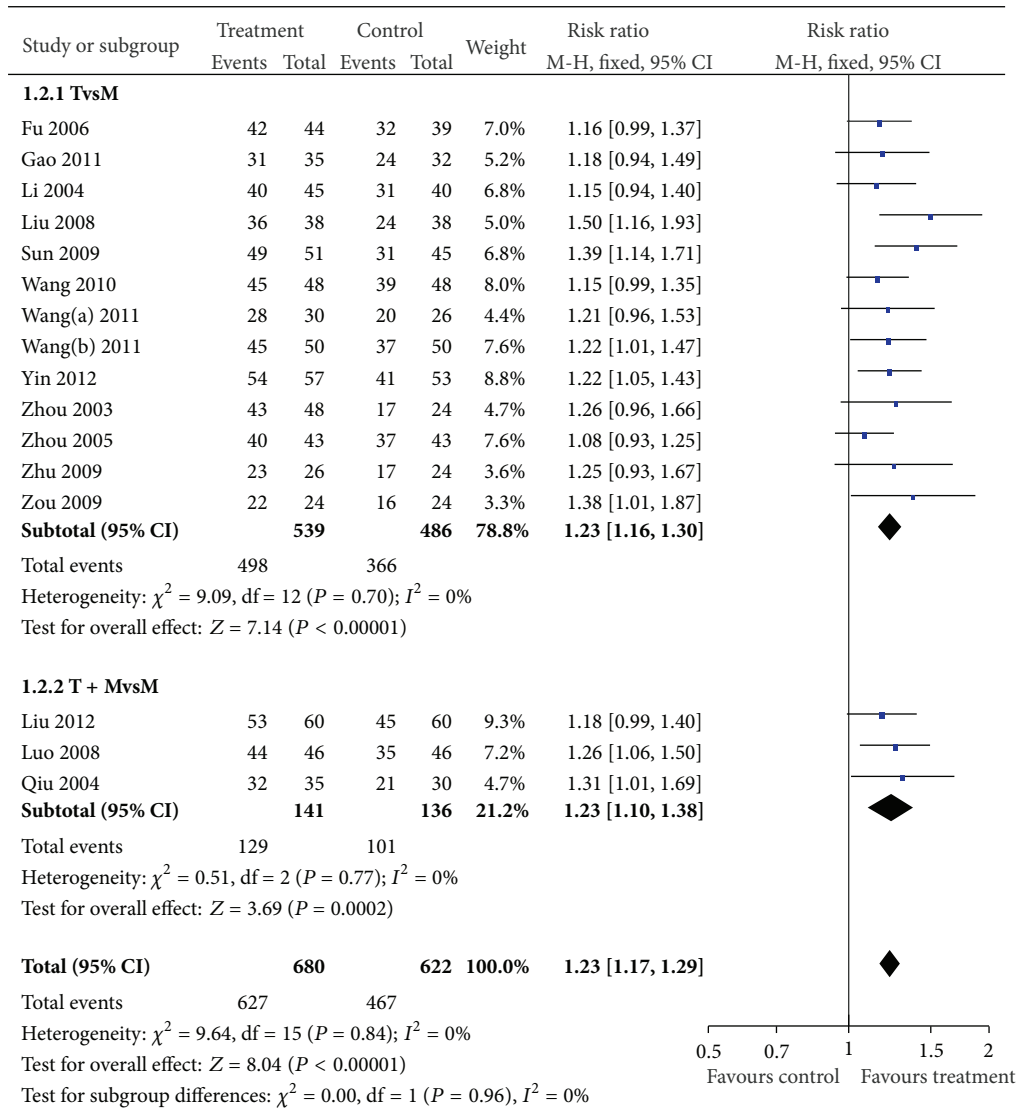 Study or subgroup Treatment Control Weight Risk ratio Risk ratio
Events Total Events Total M-H, fixed, 95% CI M-H, fixed, 95% CI
1.2.1 TvsM
Fu 2006 42 44 32 39 7.0% 1.16 [0.99, 1.37]
Gao 2011 31 35 24 32 5.2% 1.18 [0.94, 1.49]
Li 2004 40 45 31 40 6.8% 1.15 [0.94, 1.40]
Liu 2008 36 38 24 38 5.0% 1.50 [1.16, 1.93]
Sun 2009 49 51 31 45 6.8% 1.39 [1.14, 1.71]
Wang 2010 45 48 39 48 8.0% 1.15 [0.99, 1.35]
Wang(a) 2011 28 30 20 26 4.4% 1.21 [0.96, 1.53]
Wang(b) 2011 45 50 37 50 7.6% 1.22 [1.01, 1.47]
Yin 2012 54 57 41 53 8.8% 1.22 [1.05, 1.43]
Zhou 2003 43 48 17 24 4.7% 1.26 [0.96, 1.66]
Zhou 2005 40 43 37 43 7.6% 1.08 [0.93, 1.25]
Zhu 2009 23 26 17 24 3.6% 1.25 [0.93, 1.67]
Zou 2009 22 24 16 24 3.3% 1.38 [1.01, 1.87]
Subtotal (95% CI) 539 486 78.8% 1.23 [1.16, 1.30]
Total events 498 366
Heterogeneity: χ² = 9.09, df = 12 (P = 0.70); I² = 0%
Test for overall effect: Z = 7.14 (P < 0.00001)
1.2.2 T + MvsM
Liu 2012 53 60 45 60 9.3% 1.18 [0.99, 1.40]
Luo 2008 44 46 35 46 7.2% 1.26 [1.06, 1.50]
Qiu 2004 32 35 21 30 4.7% 1.31 [1.01, 1.69]
Subtotal (95% CI) 141 136 21.2% 1.23 [1.10, 1.38]
Total events 129 101
Heterogeneity: χ² = 0.51, df = 2 (P = 0.77); I² = 0%
Test for overall effect: Z = 3.69 (P = 0.0002)
Total (95% CI) 680 622 100.0% 1.23 [1.17, 1.29]
Total events 627 467
Heterogeneity: χ² = 9.64, df = 15 (P = 0.84); I² = 0%
Test for overall effect: Z = 8.04 (P < 0.00001)
Test for subgroup differences: χ² = 0.00, df = 1 (P = 0.96), I² = 0%
0.5 0.7 1 1.5 2
Favours control Favours treatment